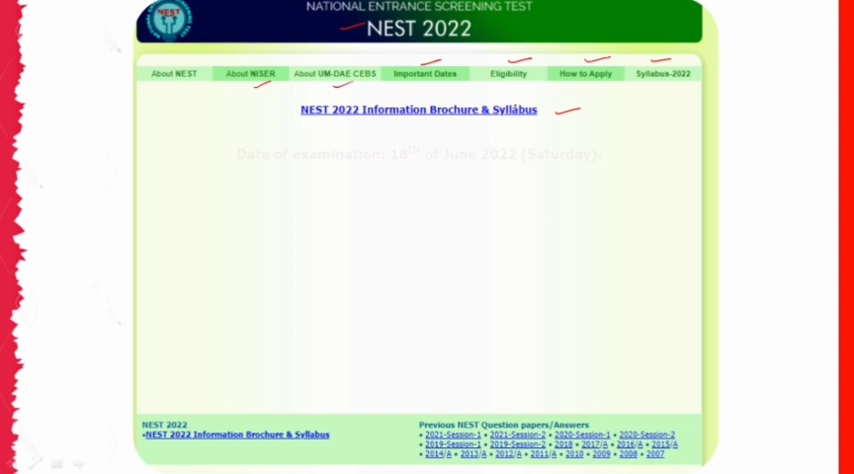 NATIONAL ENTRANCE SCREENING TEST
NEST
NEST 2022
About NEST About NISER About UM-DAE CEBS Important Dates Eligibility How to Apply Syllabus-2022
NEST 2022 Information Brochure & Syllabus
Date of examination: 18th of June 2022 (Saturday).
NEST 2022
•NEST 2022 Information Brochure & Syllabus
Previous NEST Question papers/Answers
• 2021-Session-1 • 2021-Session-2 • 2020-Session-1 • 2020-Session-2
• 2019-Session-1 • 2019-Session-2 • 2018 • 2017/A • 2016/A • 2015/A
• 2014/A • 2013/A • 2012/A • 2011/A • 2010 • 2009 • 2008 • 2007